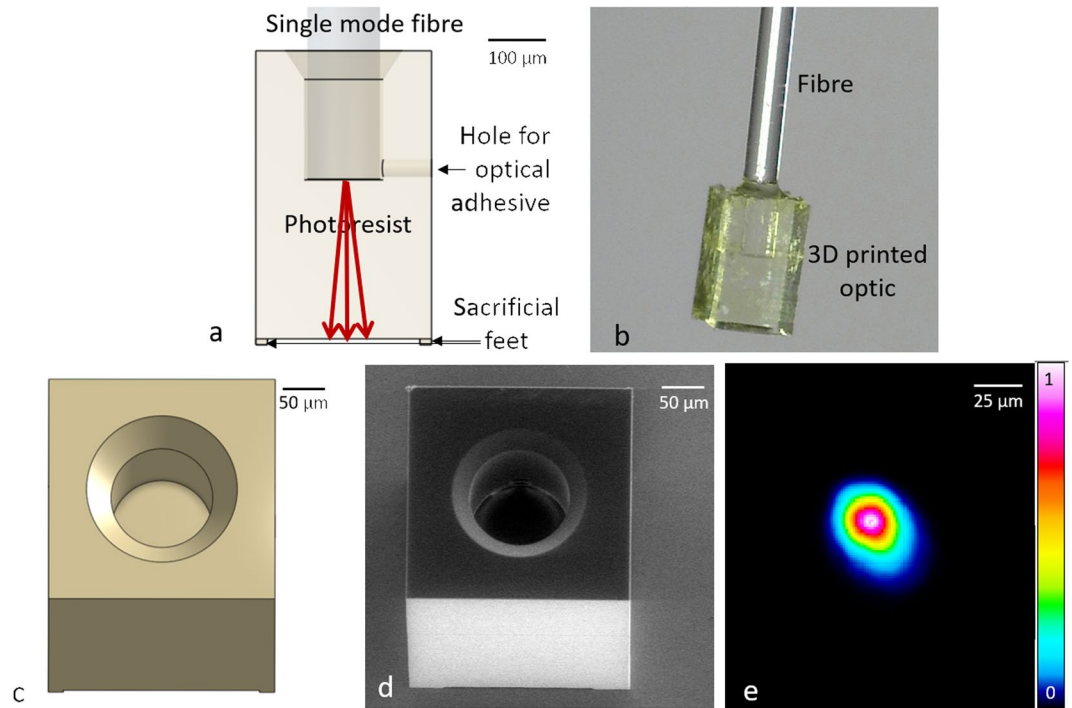 Single mode fibre
100 μm
Hole for
optical
adhesive
Photoresist
Sacrificial
feet
a
Fibre
3D printed
optic
b
50 μm
c
50 μm
d
25 μm
1
0
e